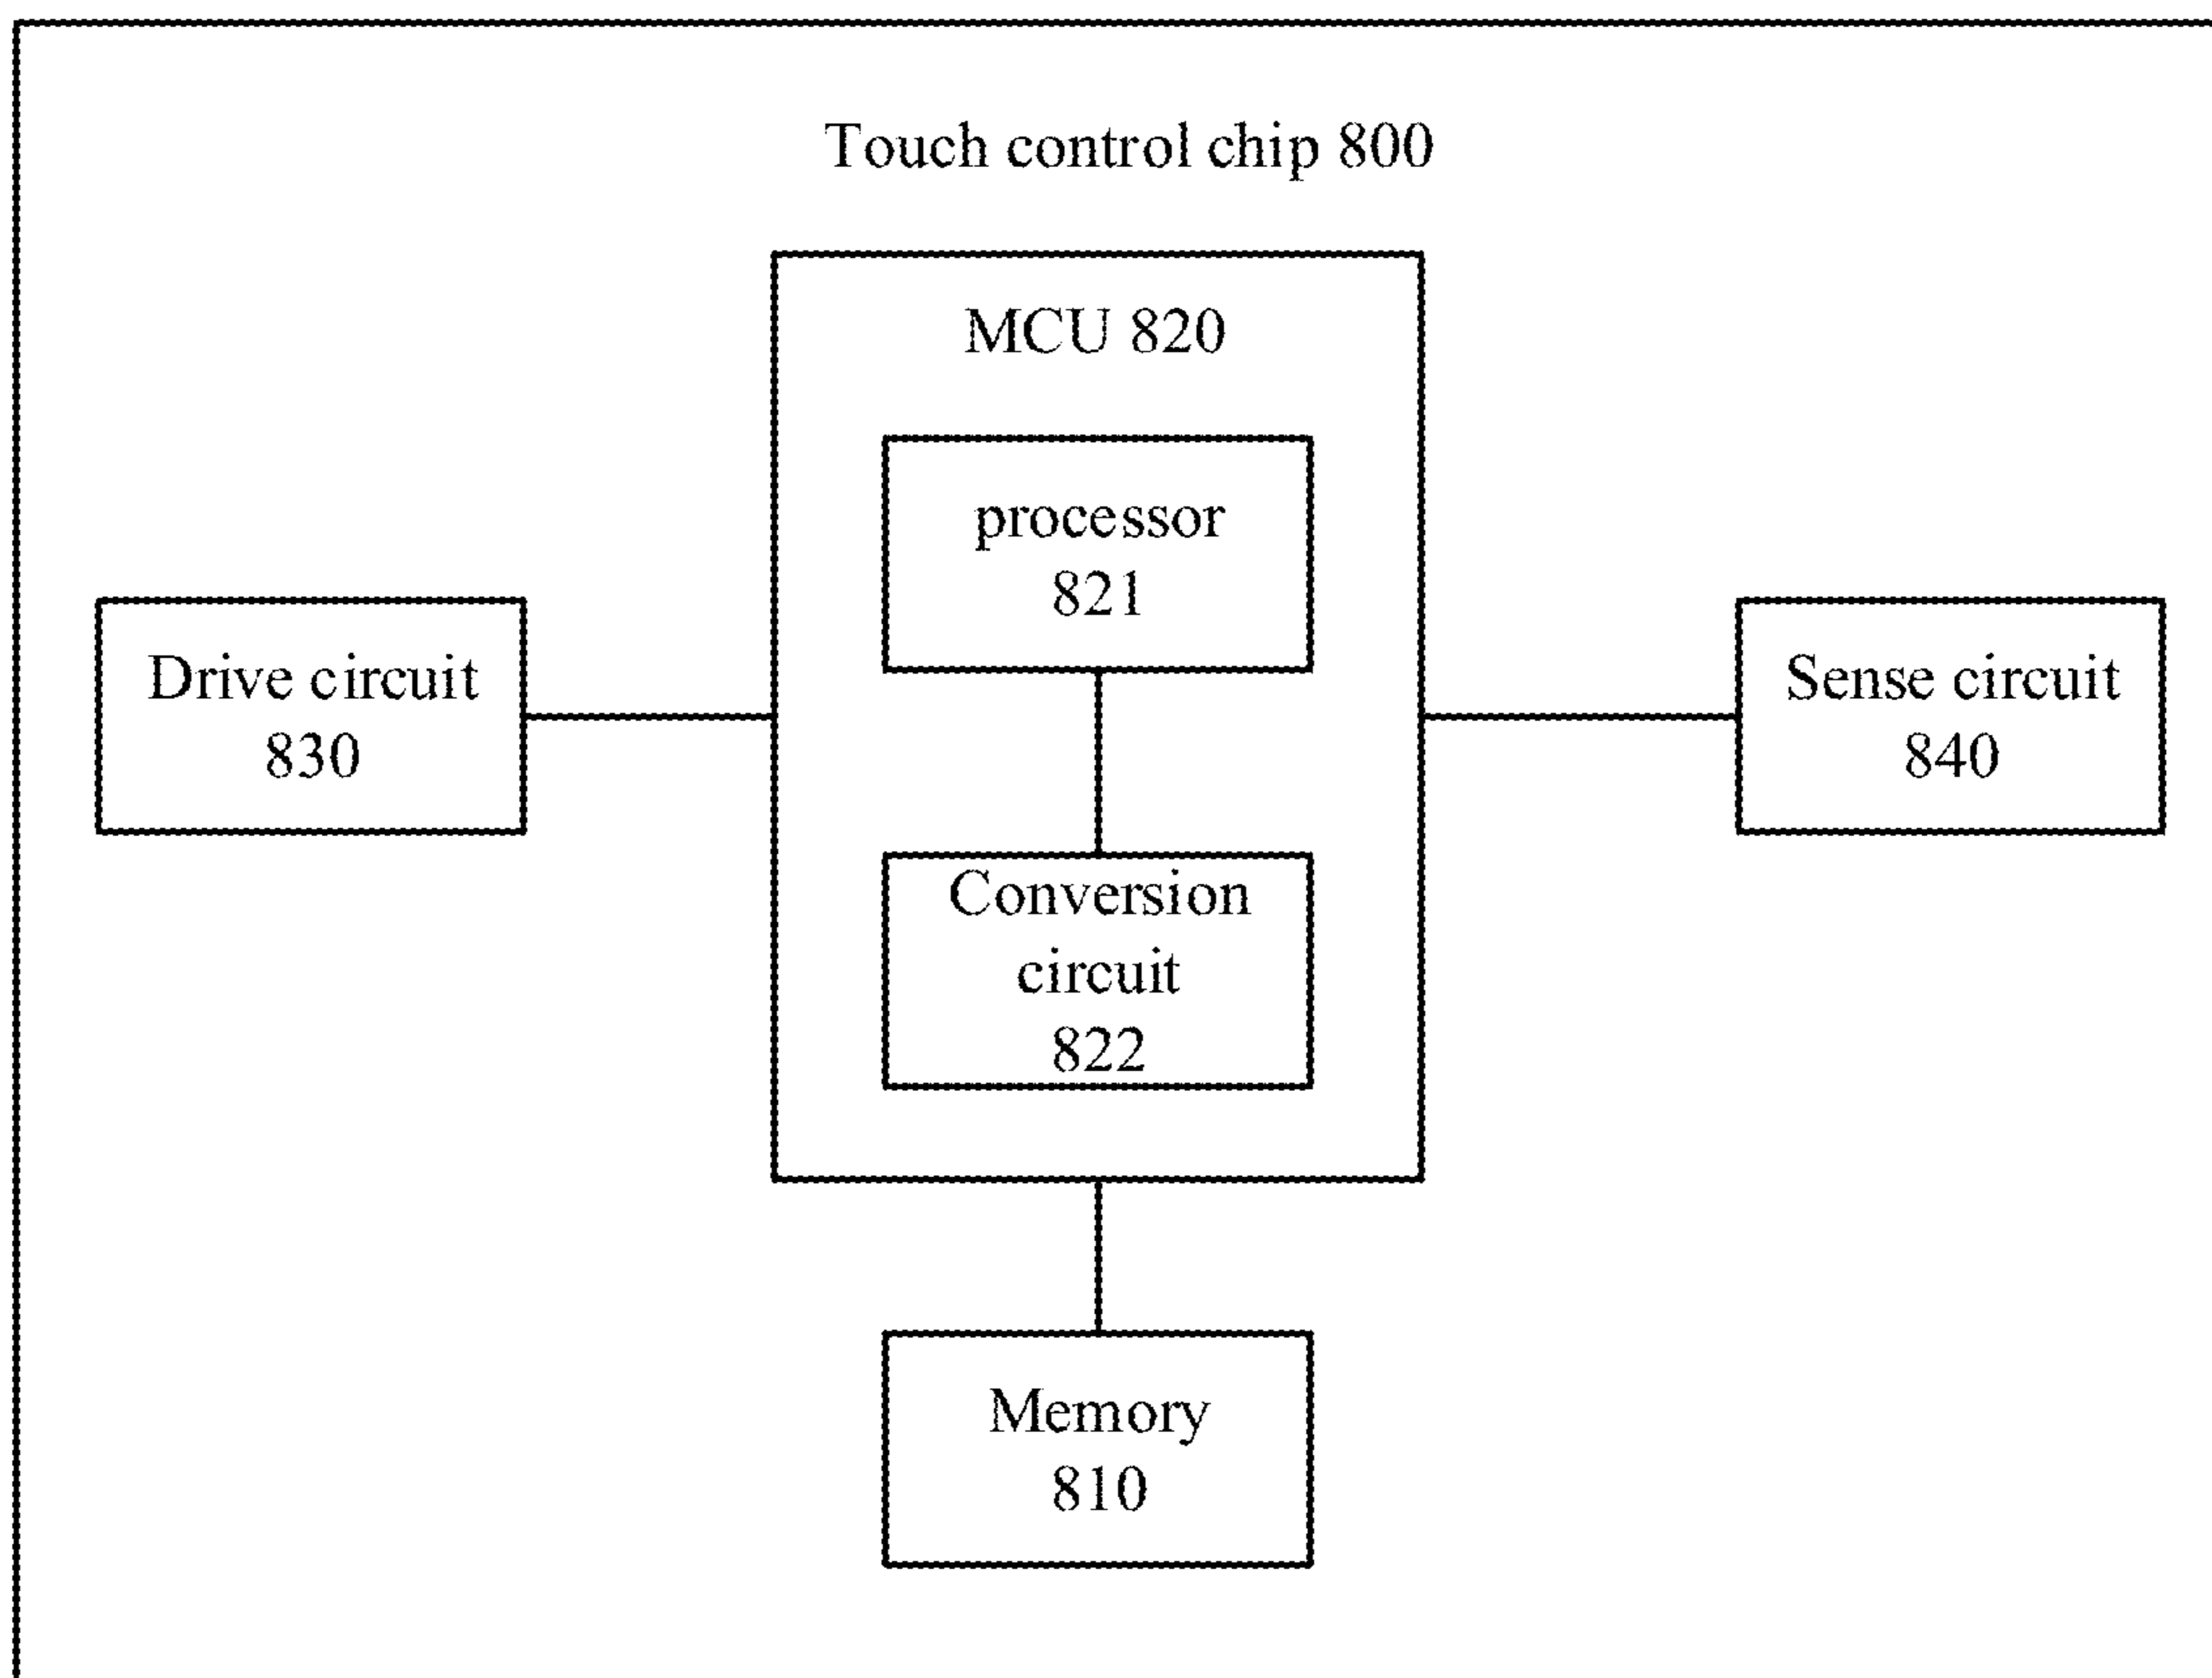 Touch control chip 800
MCU 820
processor
821
Drive circuit
830
Sense circuit
840
Conversion
circuit
822
Memory
810